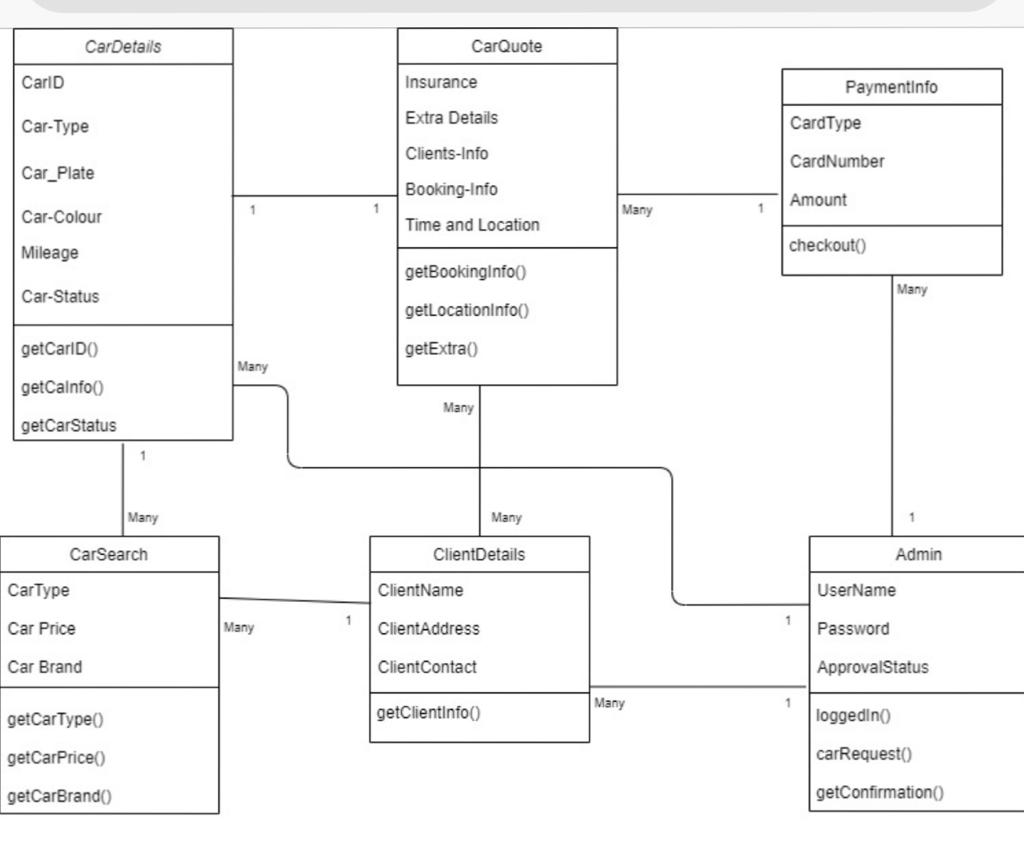 CarDetails
CarID
Car-Type
Car_Plate
Car-Colour
Mileage
Car-Status
getCarID()
getCaInfo()
getCarStatus
CarQuote
Insurance
Extra Details
Clients-Info
Booking-Info
Time and Location
getBookingInfo()
getLocationInfo()
getExtra()
PaymentInfo
CardType
CardNumber
Amount
checkout()
1
1
Many
1
Many
Many
Many
1
Many
Many
1
CarSearch
CarType
Car Price
Car Brand
getCarType()
getCarPrice()
getCarBrand()
Many
1
ClientDetails
ClientName
ClientAddress
ClientContact
getClientInfo()
1
Many
1
Admin
UserName
Password
ApprovalStatus
loggedIn()
carRequest()
getConfirmation()